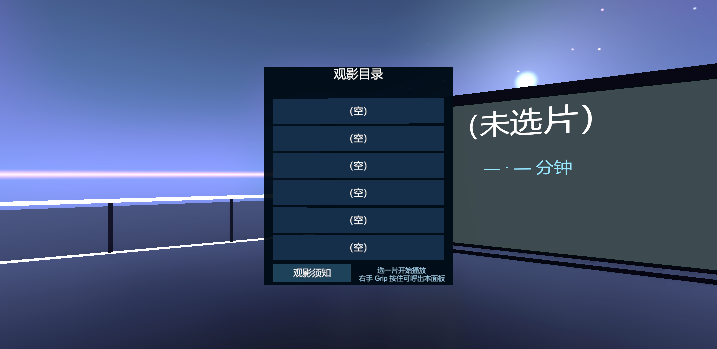 观影目录
(空)
(空)
(空)
(空)
(空)
(空)
观影须知
选一片开始播放
右手 Grip 按住可呼出本面板
(未选片)
— · — 分钟